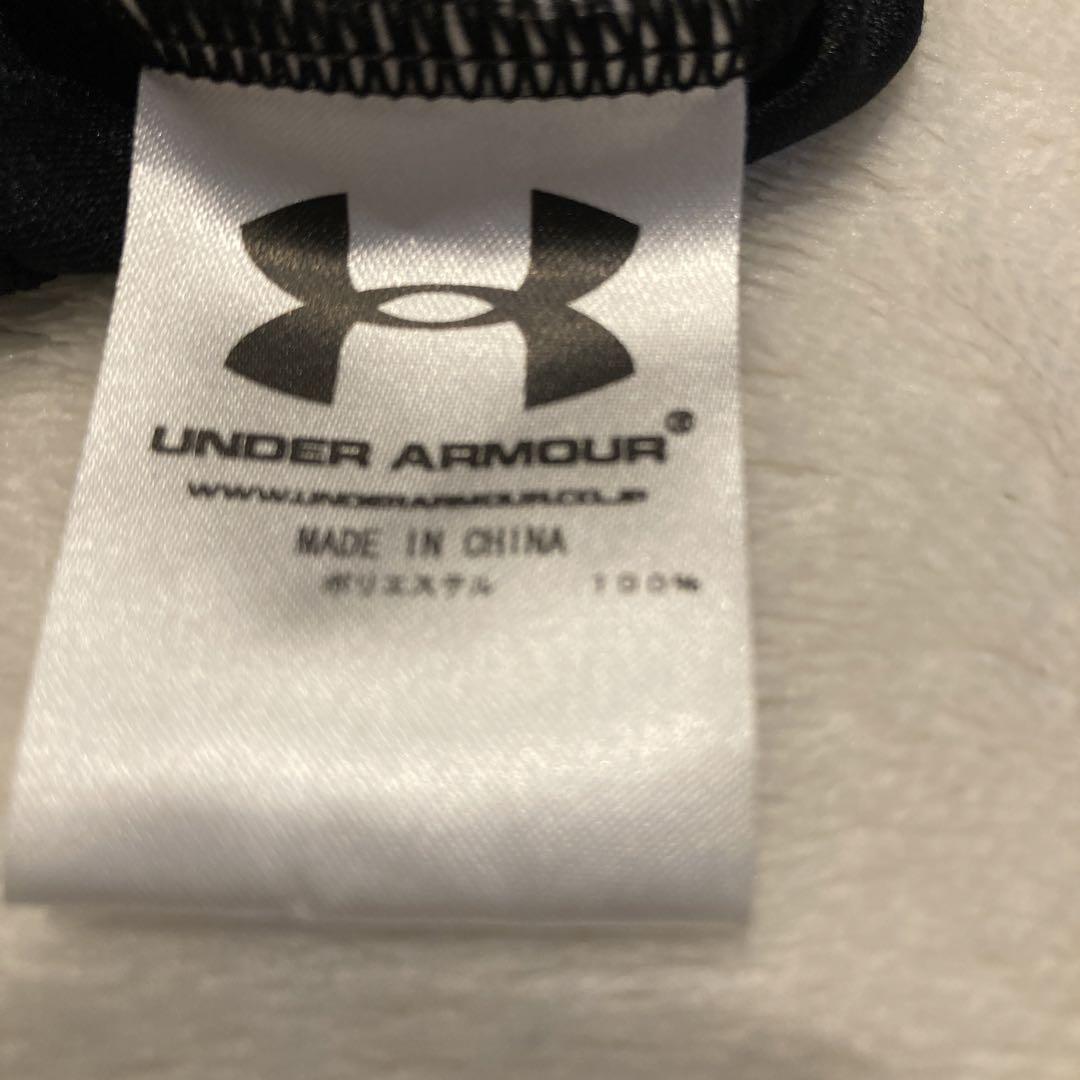 UNDER ARMOUR®
WWW.UNDERARMOUR.CO.JP
MADE IN CHINA
ポリエステル 100%